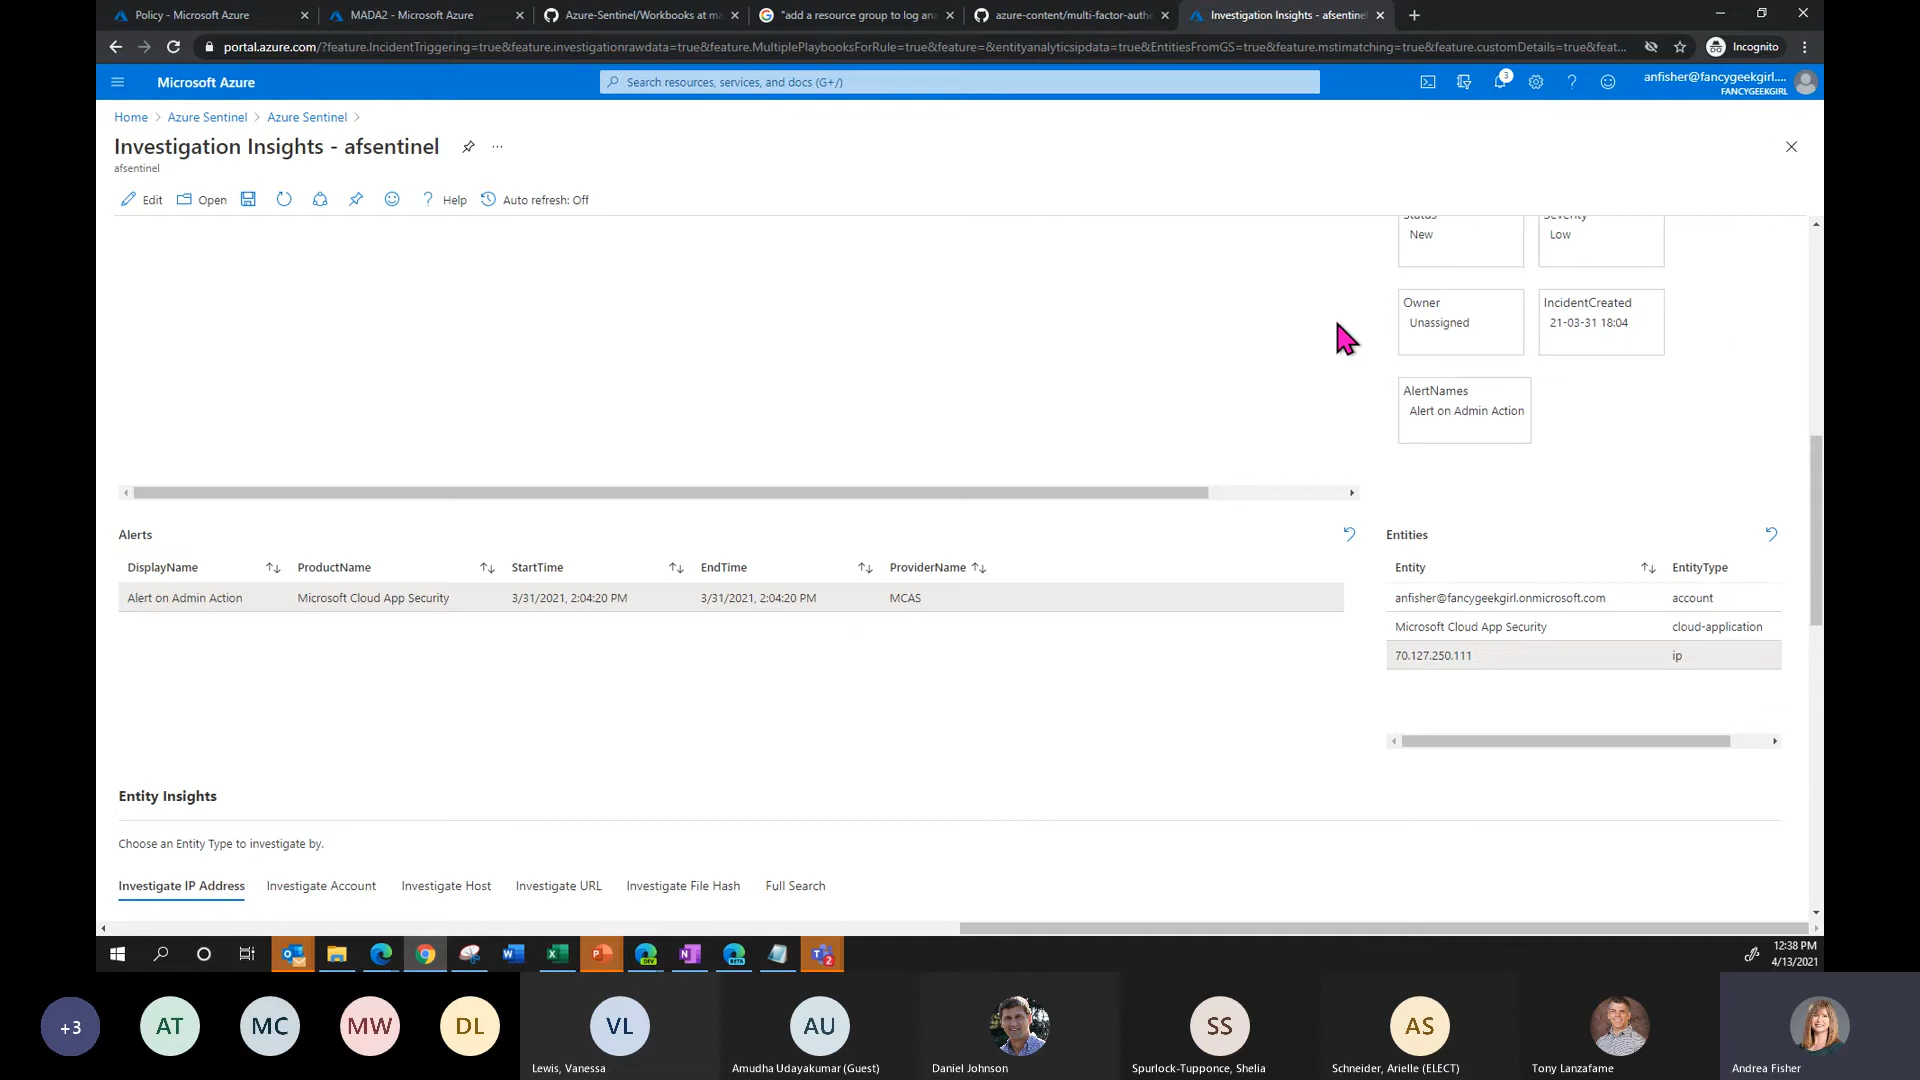 Policy - Microsoft Azure
MADA2 - Microsoft Azure
Azure-Sentinel/Workbooks at ma
"add a resource group to log ana
azure-content/multi-factor-autho
Investigation Insights - afsentinel
portal.azure.com/?feature.IncidentTriggering=true&feature.investigationrawdata=true&feature.MultiplePlaybooksForRule=true&feature=&entityanalyticsipdata=true&EntitiesFromGS=true&feature.mstimatching=true&feature.customDetails=true&feat...
Incognito
Microsoft Azure
Search resources, services, and docs (G+/)
3
anfisher@fancygeekgirl....
FANCYGEEKGIRL
Home > Azure Sentinel > Azure Sentinel >
Investigation Insights - afsentinel
afsentinel
Edit Open ? Help Auto refresh: Off
Status
New
Severity
Low
Owner
Unassigned
IncidentCreated
21-03-31 18:04
AlertNames
Alert on Admin Action
Alerts
DisplayName ProductName StartTime EndTime ProviderName
Alert on Admin Action Microsoft Cloud App Security 3/31/2021, 2:04:20 PM 3/31/2021, 2:04:20 PM MCAS
Entities
Entity EntityType
anfisher@fancygeekgirl.onmicrosoft.com account
Microsoft Cloud App Security cloud-application
70.127.250.111 ip
Entity Insights
Choose an Entity Type to investigate by.
Investigate IP Address Investigate Account Investigate Host Investigate URL Investigate File Hash Full Search
12:38 PM
4/13/2021
+3
AT
MC
MW
DL
VL
Lewis, Vanessa
AU
Amudha Udayakumar (Guest)
Daniel Johnson
SS
Spurlock-Tupponce, Shelia
AS
Schneider, Arielle (ELECT)
Tony Lanzafame
Andrea Fisher